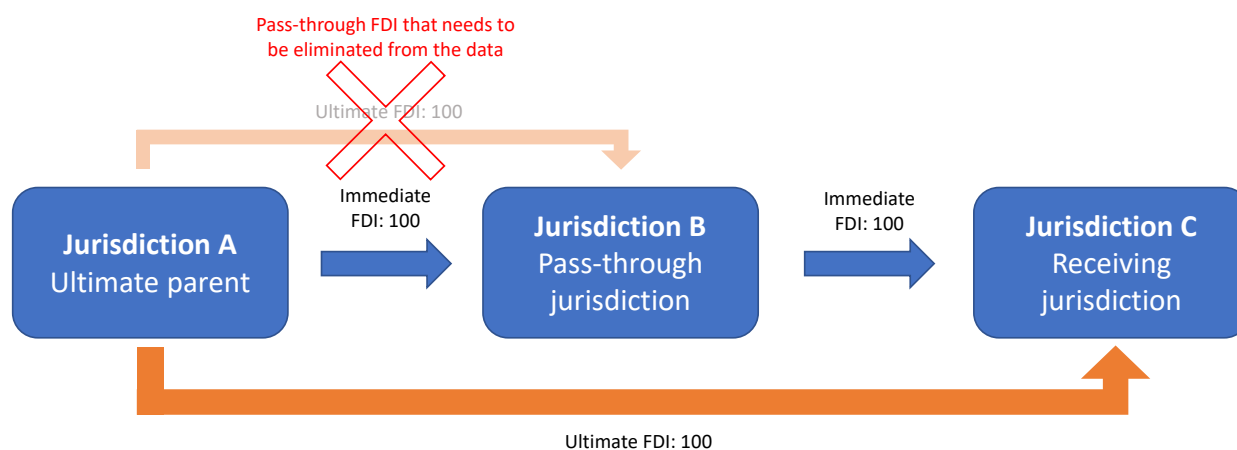 Pass-through FDI that needs to
be eliminated from the data
Ultimate FDI: 100
Immediate
FDI: 100
Immediate
FDI: 100
Jurisdiction A
Ultimate parent
Jurisdiction B
Pass-through
jurisdiction
Jurisdiction C
Receiving
jurisdiction
Ultimate FDI: 100